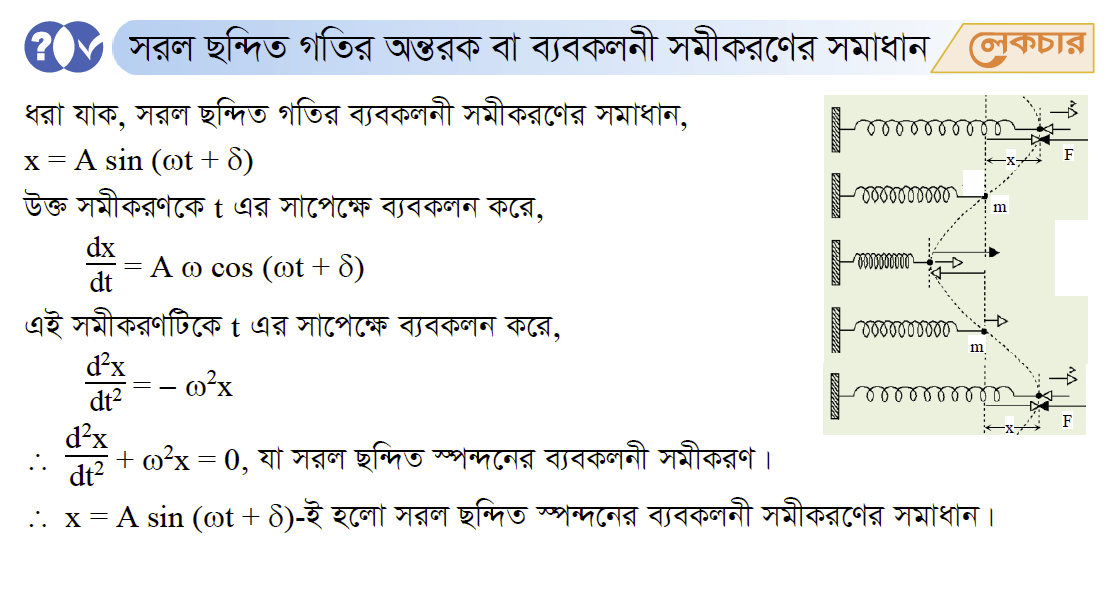 সরল ছন্দিত গতির অন্তরক বা ব্যবকলনী সমীকরণের সমাধান
লেকচার
ধরা যাক, সরল ছন্দিত গতির ব্যবকলনী সমীকরণের সমাধান,
x = A sin (ωt + δ)
উক্ত সমীকরণকে t এর সাপেক্ষে ব্যবকলন করে,
dx/dt = A ω cos (ωt + δ)
এই সমীকরণটিকে t এর সাপেক্ষে ব্যবকলন করে,
d²x/dt² = – ω²x
∴ d²x/dt² + ω²x = 0, যা সরল ছন্দিত স্পন্দনের ব্যবকলনী সমীকরণ।
∴ x = A sin (ωt + δ)-ই হলো সরল ছন্দিত স্পন্দনের ব্যবকলনী সমীকরণের সমাধান।
x
F
m
m
x
F